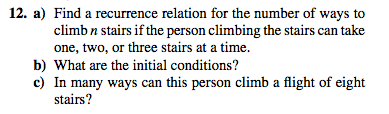 12. a) Find a recurrence relation for the number of ways to
climb n stairs if the person climbing the stairs can take
one, two, or three stairs at a time.
b) What are the initial conditions?
c) In many ways can this person climb a flight of eight
stairs?